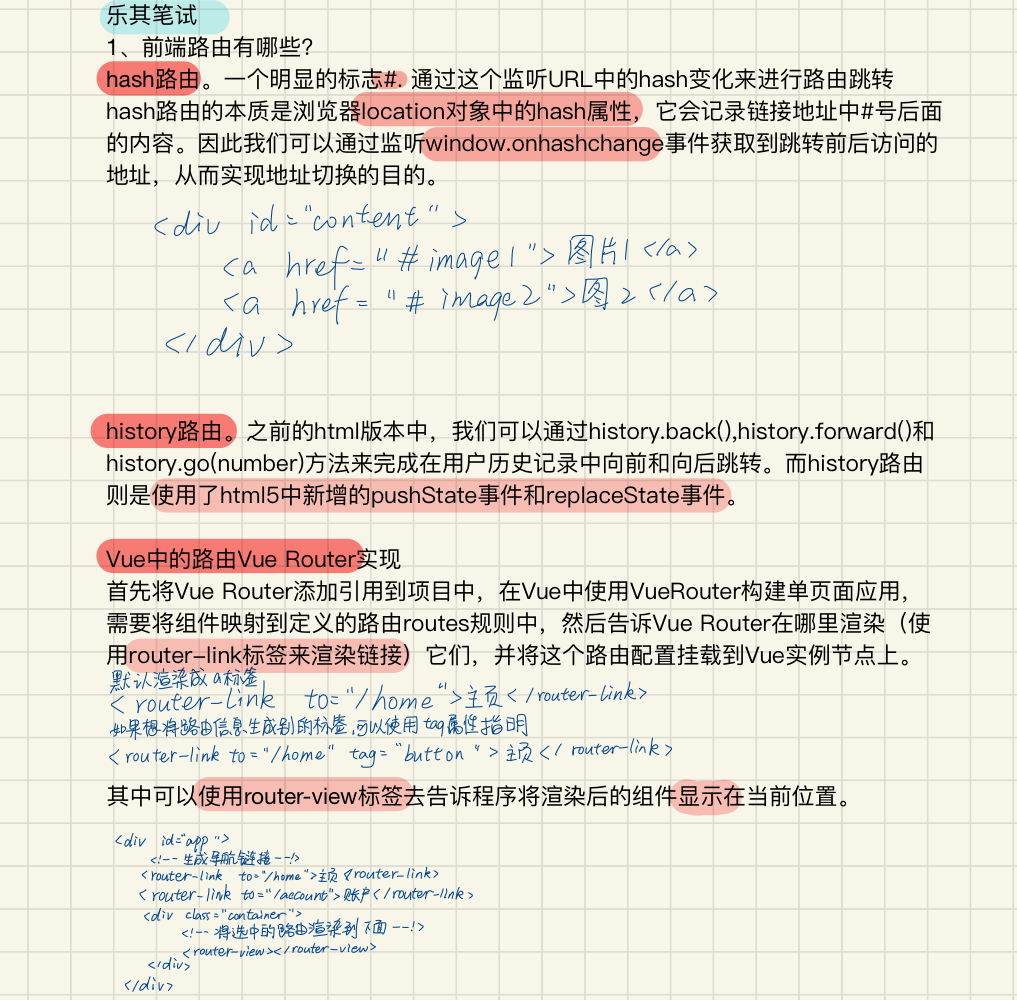 乐其笔试
1、前端路由有哪些？
hash路由。一个明显的标志#. 通过这个监听URL中的hash变化来进行路由跳转
hash路由的本质是浏览器location对象中的hash属性，它会记录链接地址中#号后面
的内容。因此我们可以通过监听window.onhashchange事件获取到跳转前后访问的
地址，从而实现地址切换的目的。
<div id="content">
<a href="#image1">图片1</a>
<a href="#image2">图2</a>
</div>
history路由。之前的html版本中，我们可以通过history.back(),history.forward()和
history.go(number)方法来完成在用户历史记录中向前和向后跳转。而history路由
则是使用了html5中新增的pushState事件和replaceState事件。
Vue中的路由Vue Router实现
首先将Vue Router添加引用到项目中，在Vue中使用VueRouter构建单页面应用，
需要将组件映射到定义的路由routes规则中，然后告诉Vue Router在哪里渲染（使
用router-link标签来渲染链接）它们，并将这个路由配置挂载到Vue实例节点上。
默认渲染成a标签
<router-link to="/home">主页</router-link>
如果想将路由信息生成别的标签,可以使用tag属性指明
<router-link to="/home" tag="button">主页</router-link>
其中可以使用router-view标签去告诉程序将渲染后的组件显示在当前位置。
<div id="app">
<!-- 生成导航链接 --!>
<router-link to="/home">主页</router-link>
<router-link to="/account">账户</router-link>
<div class="container">
<!-- 将选中的路由渲染到下面 --!>
<router-view></router-view>
</div>
</div>